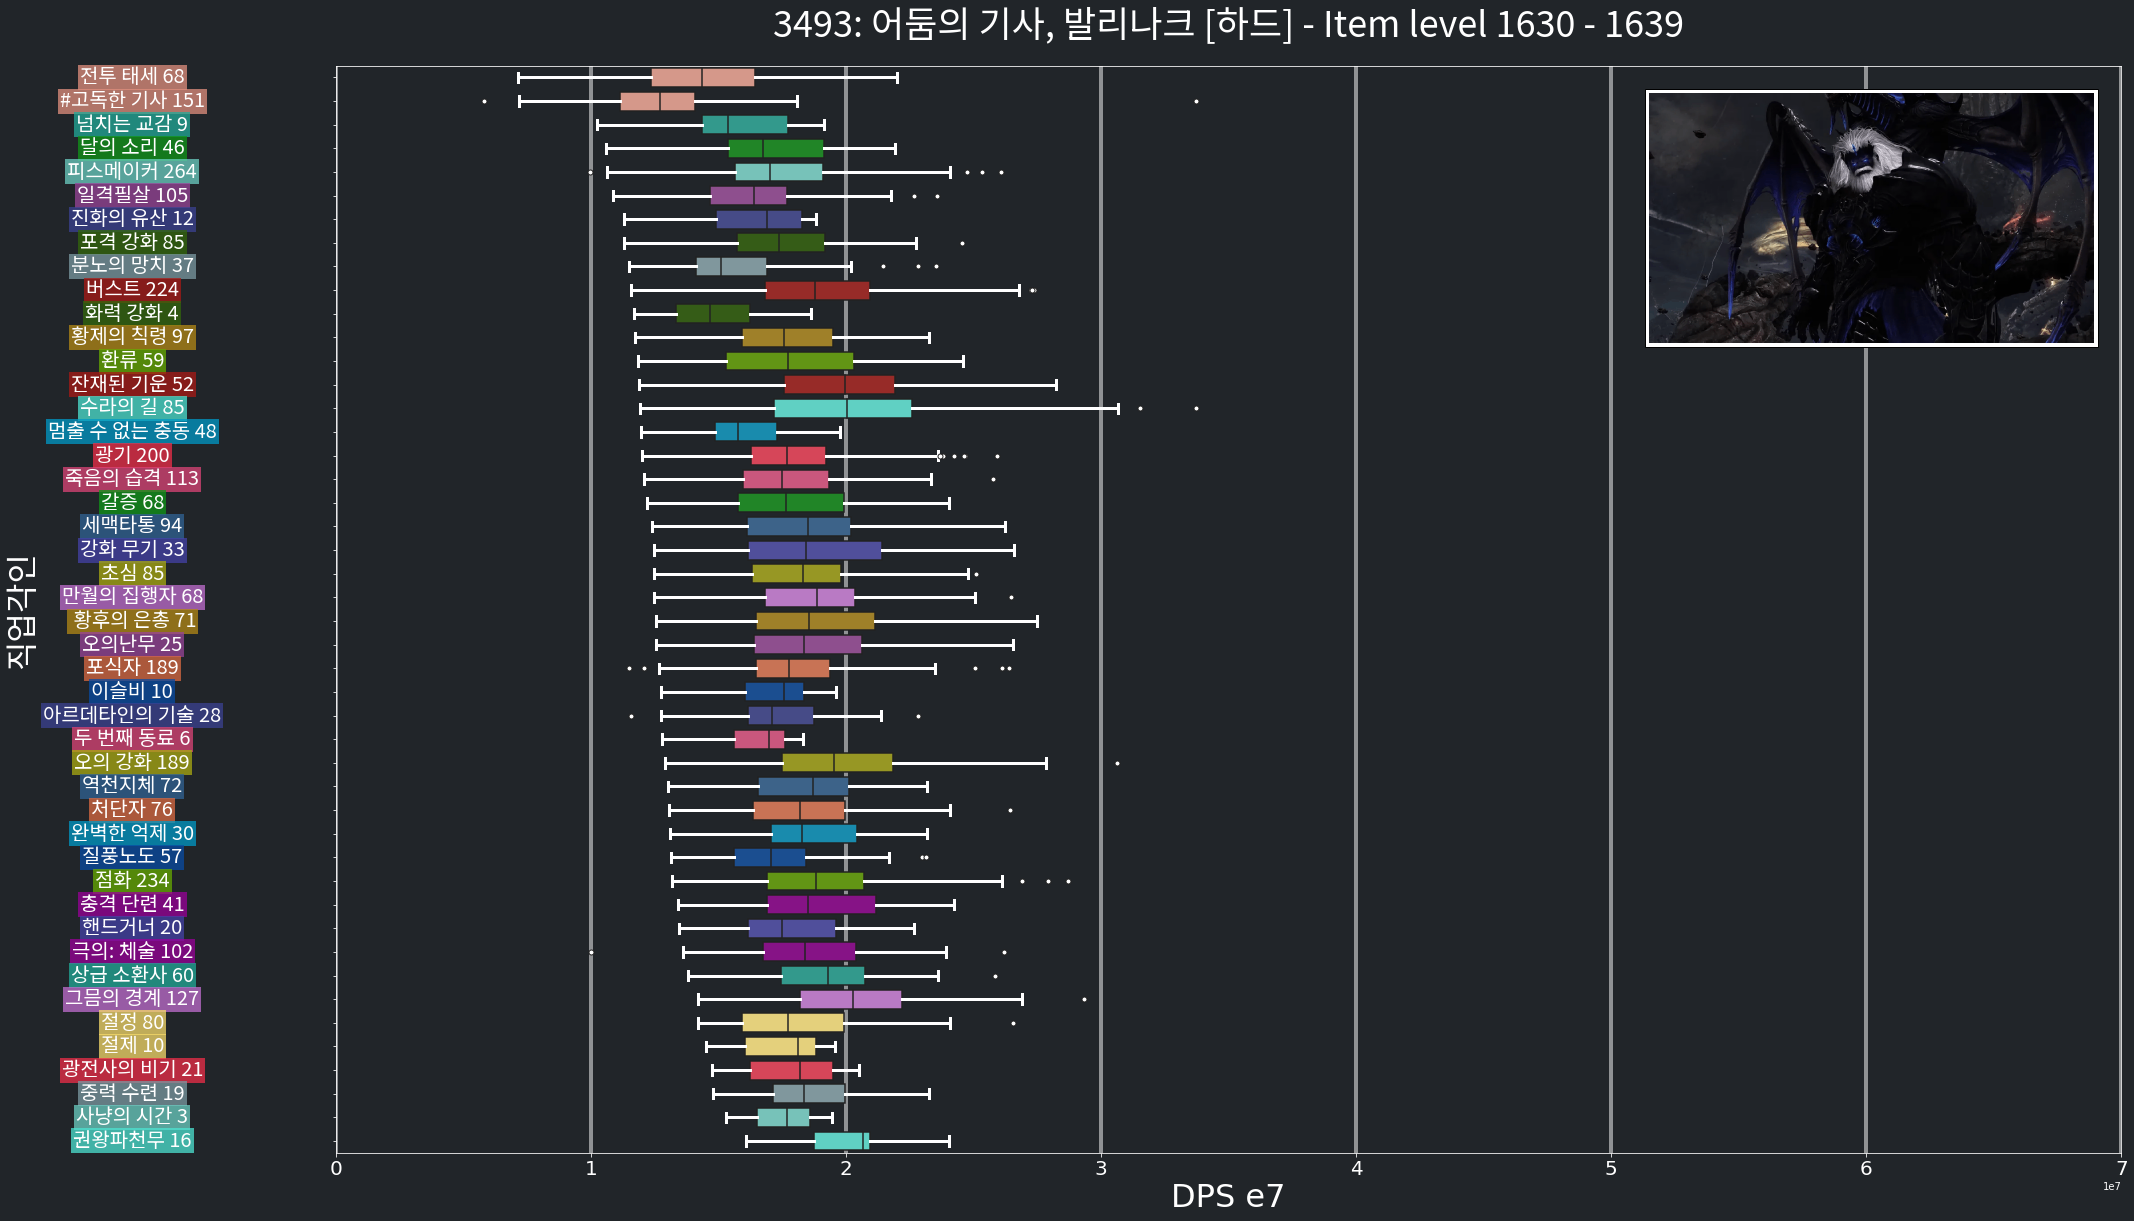 3493: 어둠의 기사, 발리나크 [하드] - Item level 1630 - 1639
전투 태세 68
#고독한 기사 151
넘치는 교감 9
달의 소리 46
피스메이커 264
일격필살 105
진화의 유산 12
포격 강화 85
분노의 망치 37
버스트 224
화력 강화 4
황제의 칙령 97
환류 59
잔재된 기운 52
수라의 길 85
멈출 수 없는 충동 48
광기 200
죽음의 습격 113
갈증 68
세맥타통 94
강화 무기 33
초심 85
만월의 집행자 68
황후의 은총 71
오의난무 25
포식자 189
이슬비 10
아르데타인의 기술 28
두 번째 동료 6
오의 강화 189
역천지체 72
처단자 76
완벽한 억제 30
질풍노도 57
점화 234
충격 단련 41
핸드거너 20
극의: 체술 102
상급 소환사 60
그믐의 경계 127
절정 80
절제 10
광전사의 비기 21
중력 수련 19
사냥의 시간 3
권왕파천무 16
직업각인
0 1 2 3 4 5 6 7
1e7
DPS e7